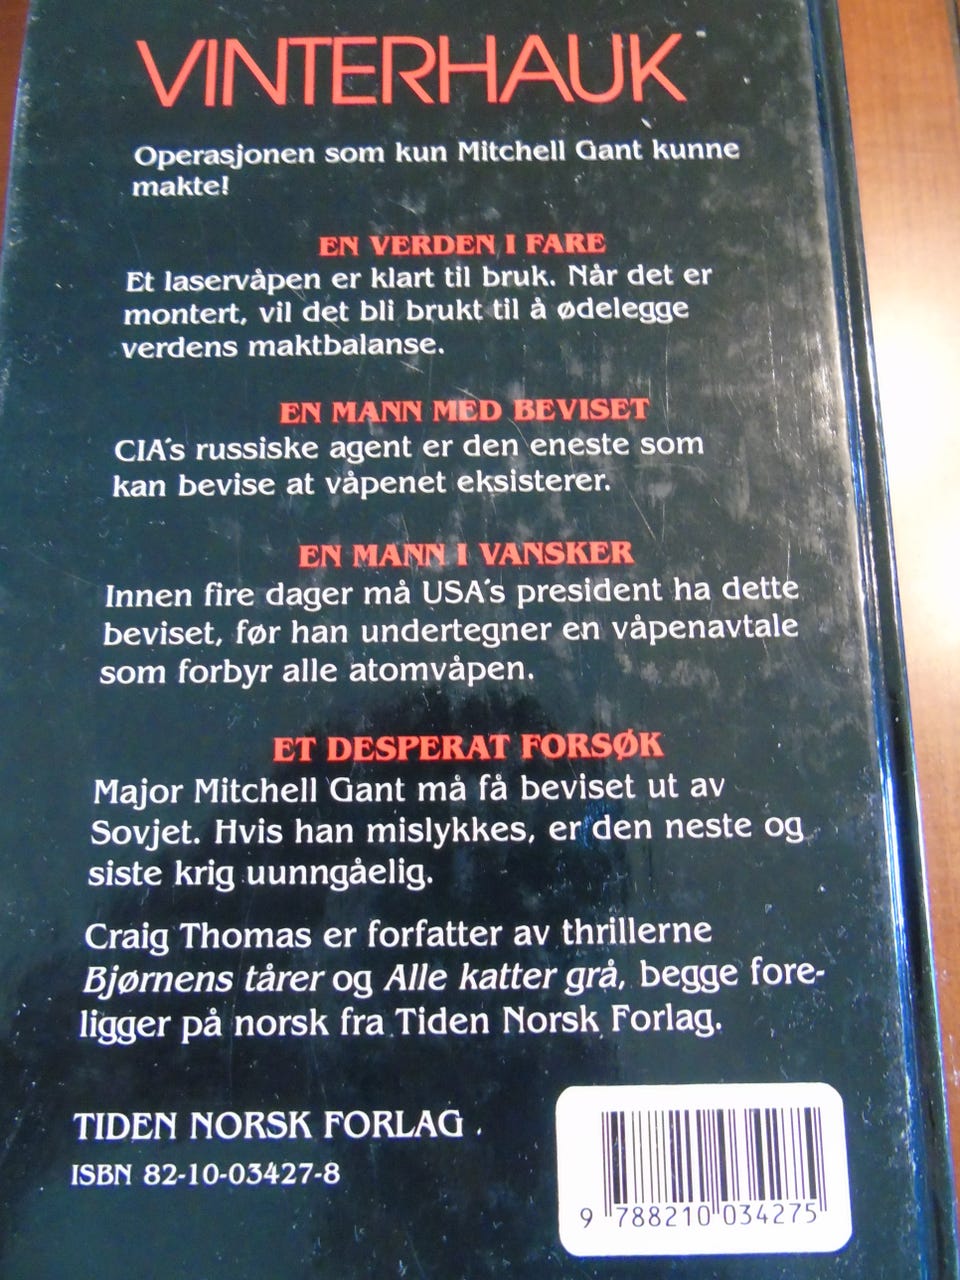 VINTERHAUK
Operasjonen som kun Mitchell Gant kunne
makte!
EN VERDEN I FARE
Et laservåpen er klart til bruk. Når det er
montert, vil det bli brukt til å ødelegge
verdens maktbalanse.
EN MANN MED BEVISET
CIA's russiske agent er den eneste som
kan bevise at våpenet eksisterer.
EN MANN I VANSKER
Innen fire dager må USA's president ha dette
beviset, før han undertegner en våpenavtale
som forbyr alle atomvåpen.
ET DESPERAT FORSØK
Major Mitchell Gant må få beviset ut av
Sovjet. Hvis han mislykkes, er den neste og
siste krig uunngåelig.
Craig Thomas er forfatter av thrillerne
Bjørnens tårer og Alle katter grå, begge fore-
ligger på norsk fra Tiden Norsk Forlag.
TIDEN NORSK FORLAG
ISBN 82-10-03427-8
9 788210 034275